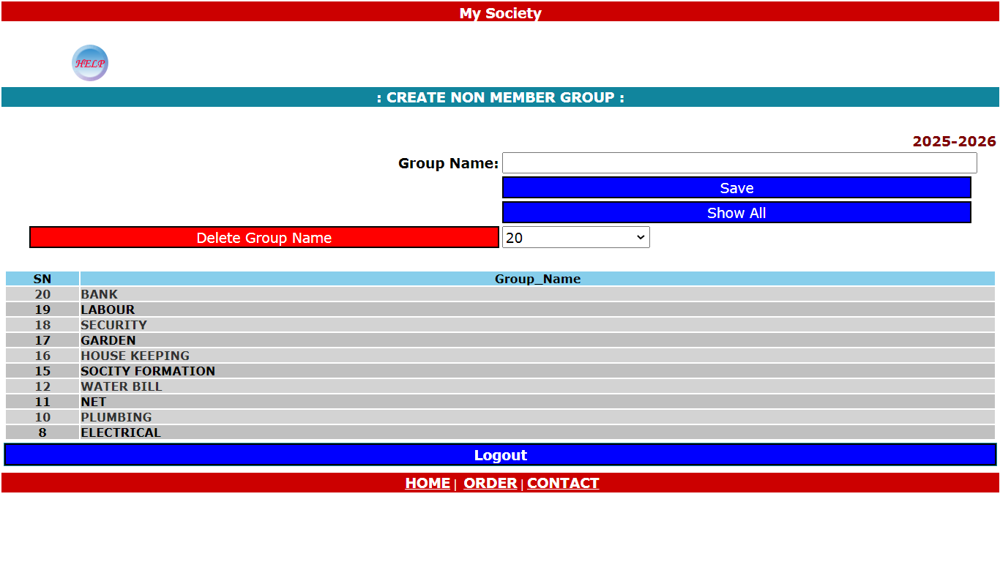 My Society
HELP
: CREATE NON MEMBER GROUP :
2025-2026
Group Name:
Save
Show All
Delete Group Name 20
SN Group_Name
20 BANK
19 LABOUR
18 SECURITY
17 GARDEN
16 HOUSE KEEPING
15 SOCITY FORMATION
12 WATER BILL
11 NET
10 PLUMBING
8 ELECTRICAL
Logout
HOME | ORDER | CONTACT